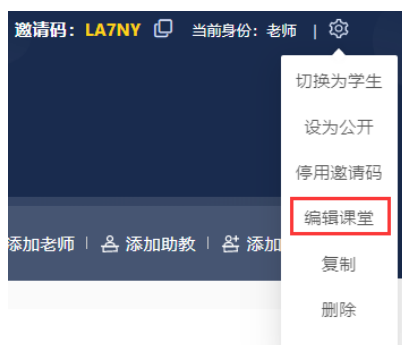 邀请码：LA7NY 当前身份：老师 |
切换为学生
设为公开
停用邀请码
编辑课堂
添加老师 | 添加助教 | 添加
复制
删除